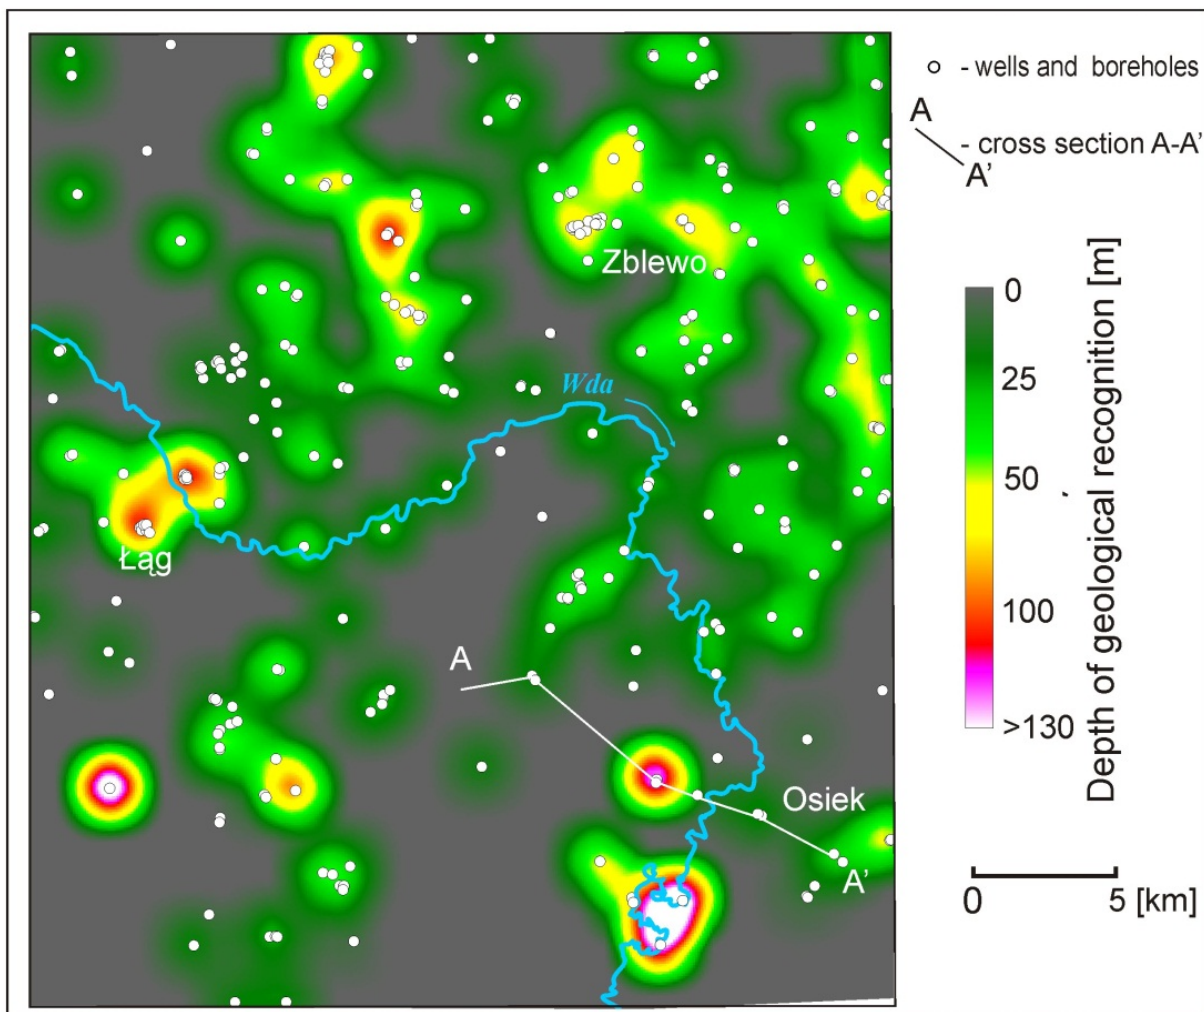 - wells and boreholes
A
- cross section A-A'
A'
Zblewo
Wda
Łąg
A
Osiek
A'
Depth of geological recognition [m]
0
25
50
100
>130
0 5 [km]